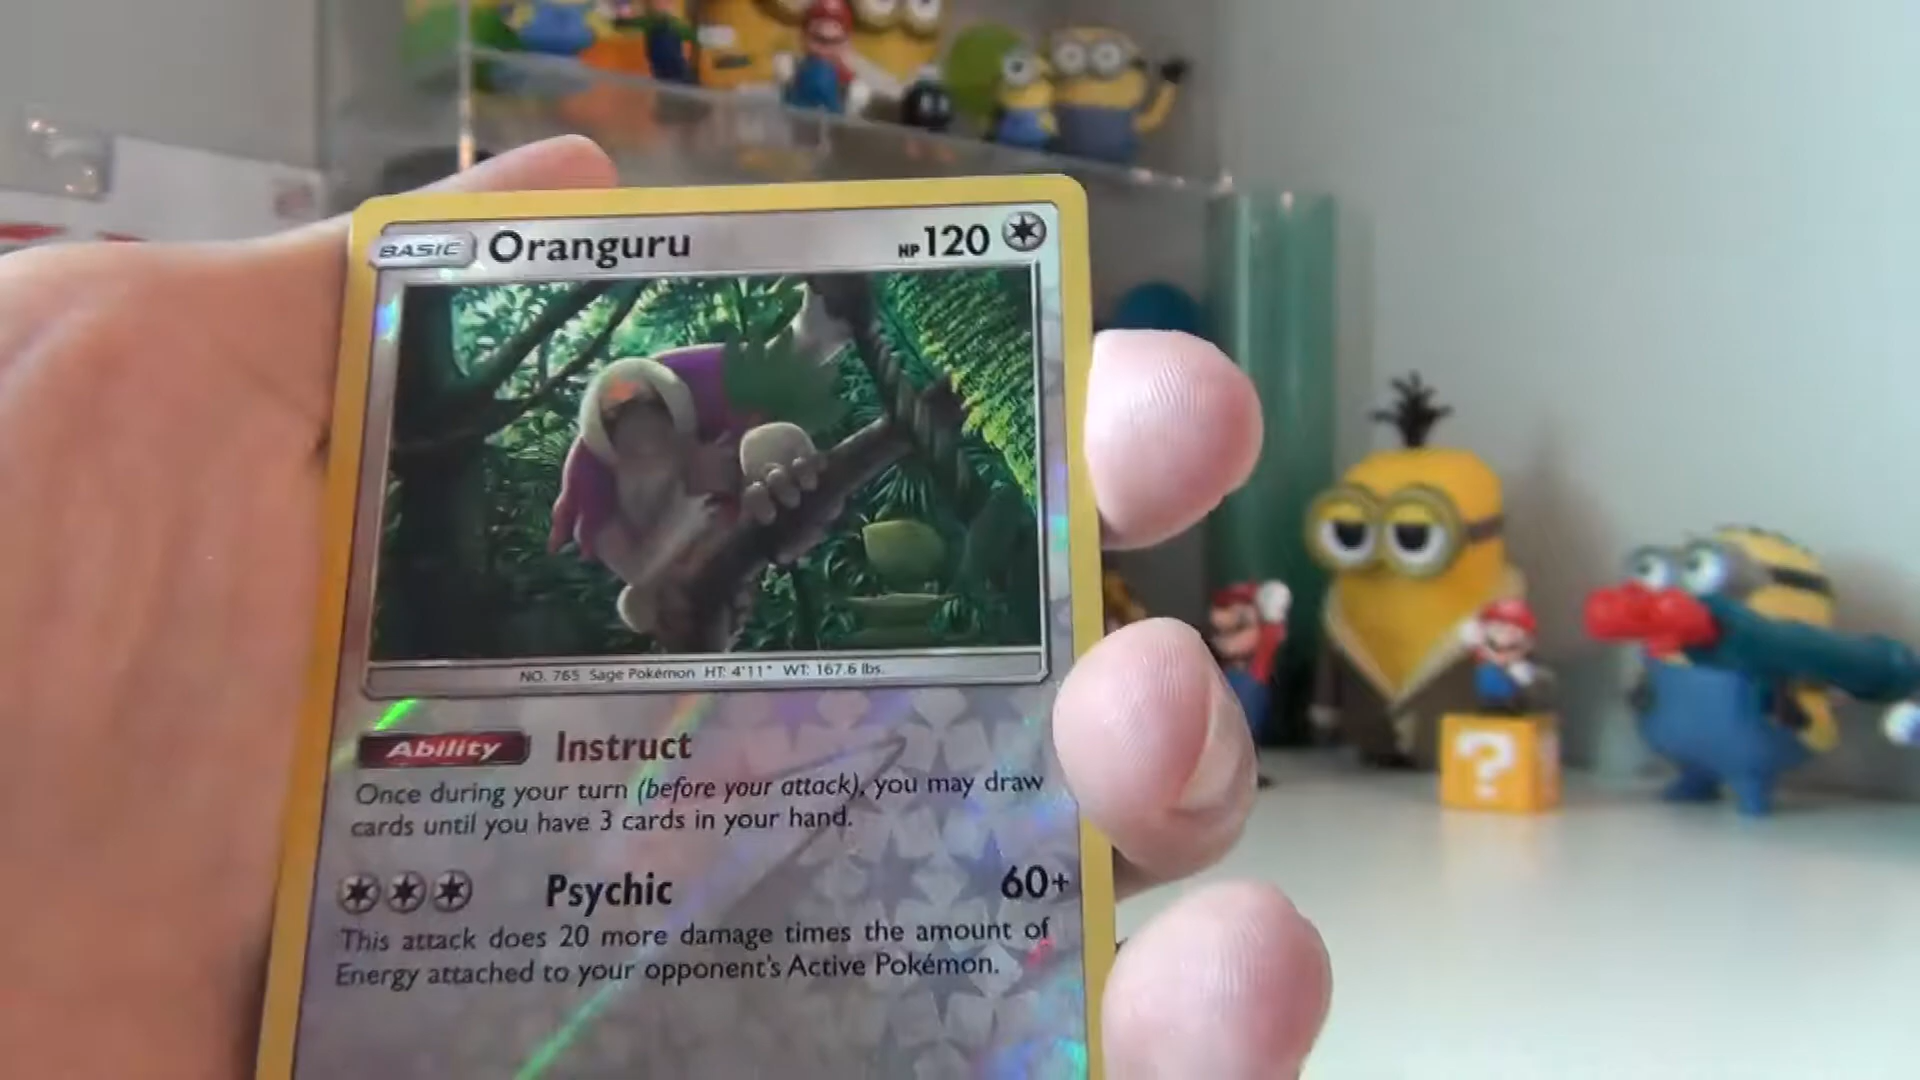 BASIC Oranguru HP 120
NO. 765 Sage Pokémon HT: 4'11" WT: 167.6 lbs.
Ability Instruct
Once during your turn (before your attack), you may draw
cards until you have 3 cards in your hand.
Psychic 60+
This attack does 20 more damage times the amount of
Energy attached to your opponent's Active Pokémon.
?